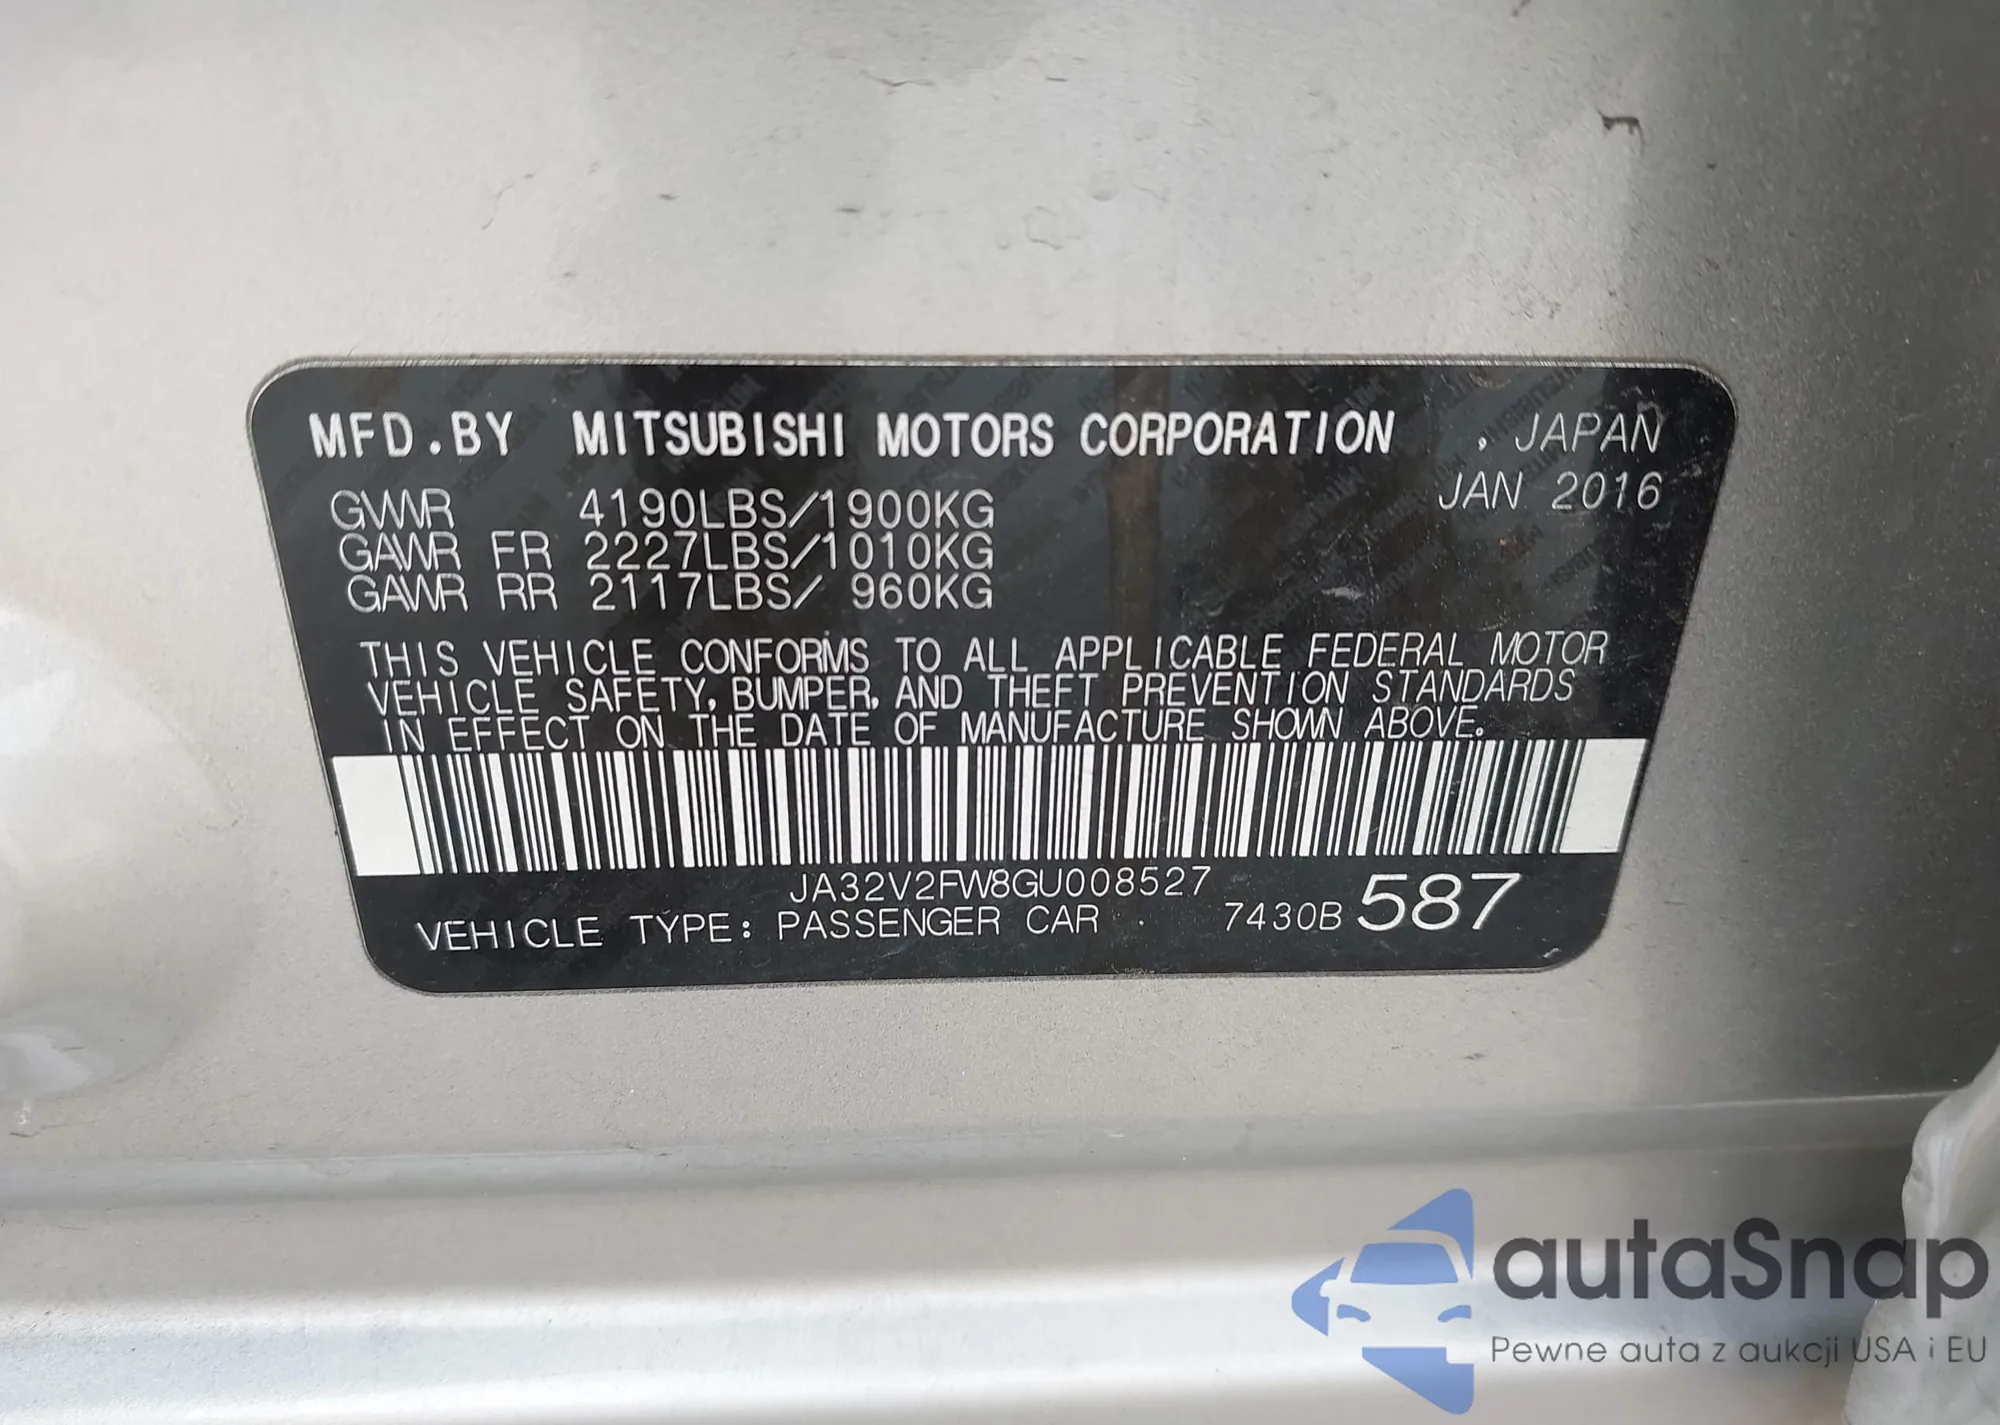 MFD.BY MITSUBISHI MOTORS CORPORATION , JAPAN
JAN 2016
GVWR 4190LBS/1900KG
GAWR FR 2227LBS/1010KG
GAWR RR 2117LBS/ 960KG
THIS VEHICLE CONFORMS TO ALL APPLICABLE FEDERAL MOTOR
VEHICLE SAFETY, BUMPER, AND THEFT PREVENTION STANDARDS
IN EFFECT ON THE DATE OF MANUFACTURE SHOWN ABOVE.
JA32V2FW8GU008527
VEHICLE TYPE: PASSENGER CAR 7430B 587
autaSnap
Pewne auta z aukcji USA i EU